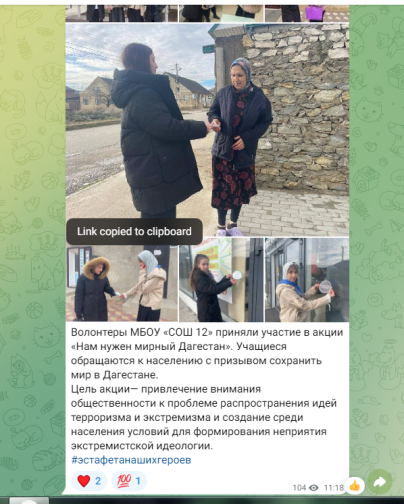 Link copied to clipboard
Волонтеры МБОУ «СОШ 12» приняли участие в акции
«Нам нужен мирный Дагестан». Учащиеся
обращаются к населению с призывом сохранить
мир в Дагестане.
Цель акции— привлечение внимания
общественности к проблеме распространения идей
терроризма и экстремизма и создание среди
населения условий для формирования неприятия
экстремистской идеологии.
#эстафетанашихгероев
❤️ 2 💯 1
104 11:18